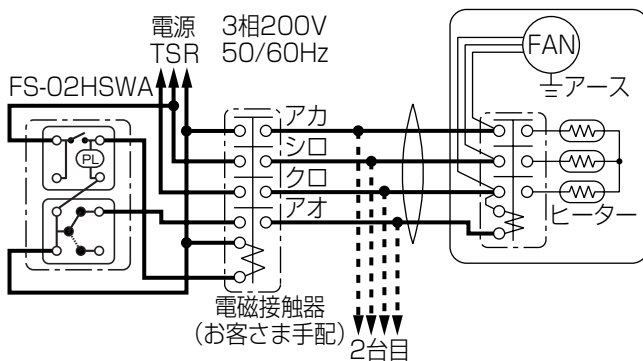 電源 3相200V
TSR 50/60Hz
FS-02HSWA
PL
アカ
シロ
クロ
アオ
FAN
アース
ヒーター
電磁接触器
(お客さま手配)
2台目